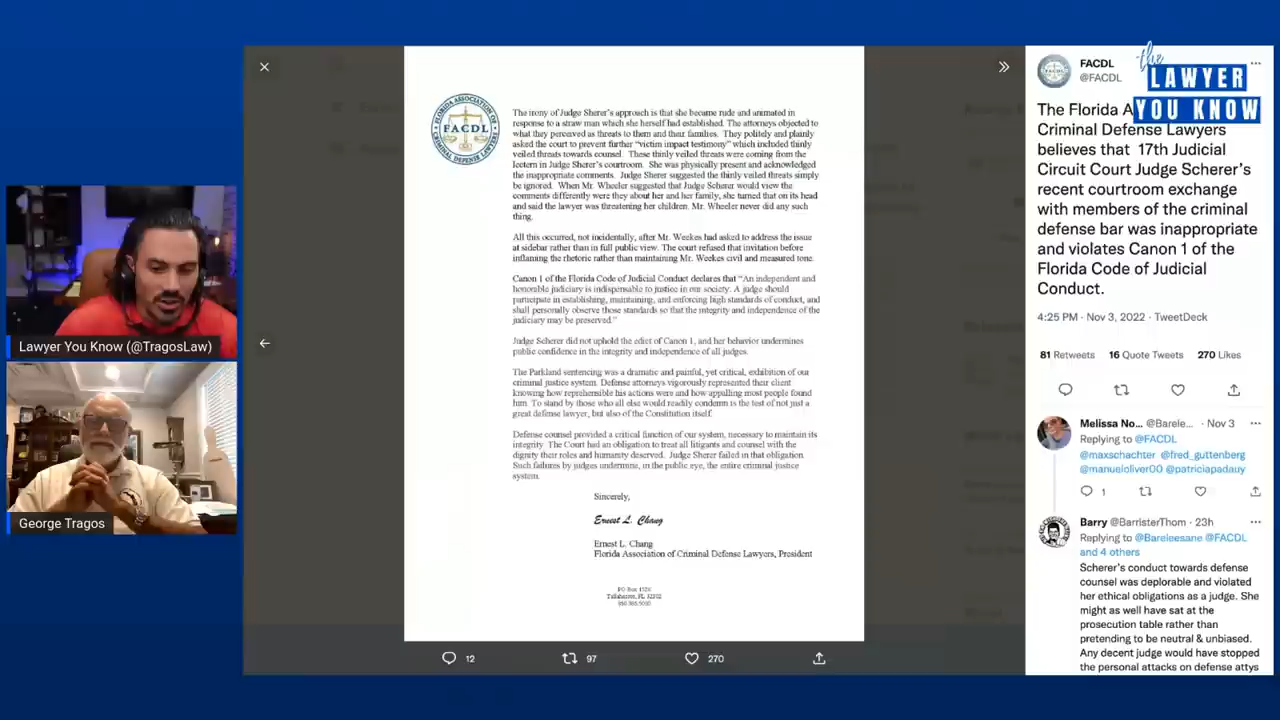 FACDL
The irony of Judge Sherer's approach is that she became rude and animated in
response to a straw man which she herself had established. The attorneys objected to
what they perceived as threats to them and their families. They politely and plainly
asked the court to prevent further "victim impact testimony" which included thinly
veiled threats towards counsel. These thinly veiled threats were coming from the
lectern in Judge Sherer's courtroom. She was physically present and acknowledged
the inappropriate comments. Judge Sherer suggested the thinly veiled threats simply
be ignored. When Mr. Wheeler suggested that Judge Sherer would view the
comments differently were they about her and her family, she turned that on its head
and said the lawyer was threatening her children. Mr. Wheeler never did any such
thing.
All this occurred, not incidentally, after Mr. Weekes had asked to address the issue
at sidebar rather than in full public view. The court refused that invitation before
inflaming the rhetoric rather than maintaining Mr. Weekes civil and measured tone.
Canon 1 of the Florida Code of Judicial Conduct declares that "An independent and
honorable judiciary is indispensable to justice in our society. A judge should
participate in establishing, maintaining, and enforcing high standards of conduct, and
shall personally observe those standards so that the integrity and independence of the
judiciary may be preserved."
Judge Sherer did not uphold the edict of Canon 1, and her behavior undermines
public confidence in the integrity and independence of all judges.
The Parkland sentencing was a dramatic and painful, yet critical, exhibition of our
criminal justice system. Defense attorneys vigorously represented their client
knowing how reprehensible his actions were and how appalling most people found
him. To stand by those who all else would readily condemn is the test of not just a
great defense lawyer, but also of the Constitution itself.
Defense counsel provided a critical function of our system, necessary to maintain its
integrity. The Court had an obligation to treat all litigants and counsel with the
dignity their roles and humanity deserved. Judge Sherer failed in that obligation.
Such failures by judges undermine, in the public eye, the entire criminal justice
system.
Sincerely,
Ernest L. Chang
Ernest L. Chang
Florida Association of Criminal Defense Lawyers, President
PO Box
Tallahassee, FL
12
97
270
FACDL
@FACDL
the
LAWYER
YOU KNOW
The Florida A
Criminal Defense Lawyers
believes that 17th Judicial
Circuit Court Judge Scherer's
recent courtroom exchange
with members of the criminal
defense bar was inappropriate
and violates Canon 1 of the
Florida Code of Judicial
Conduct.
4:25 PM · Nov 3, 2022 · TweetDeck
81 Retweets 16 Quote Tweets 270 Likes
Melissa No... @Barele... · Nov 3
Replying to @FACDL
@maxschachter @fred_guttenberg
@manueloliver00 @patriciapadauy
1
Barry @BarristerThom · 23h
Replying to @Bareleesane @FACDL
and 4 others
Scherer's conduct towards defense
counsel was deplorable and violated
her ethical obligations as a judge. She
might as well have sat at the
prosecution table rather than
pretending to be neutral & unbiased.
Any decent judge would have stopped
the personal attacks on defense attys
Lawyer You Know (@TragosLaw)
George Tragos